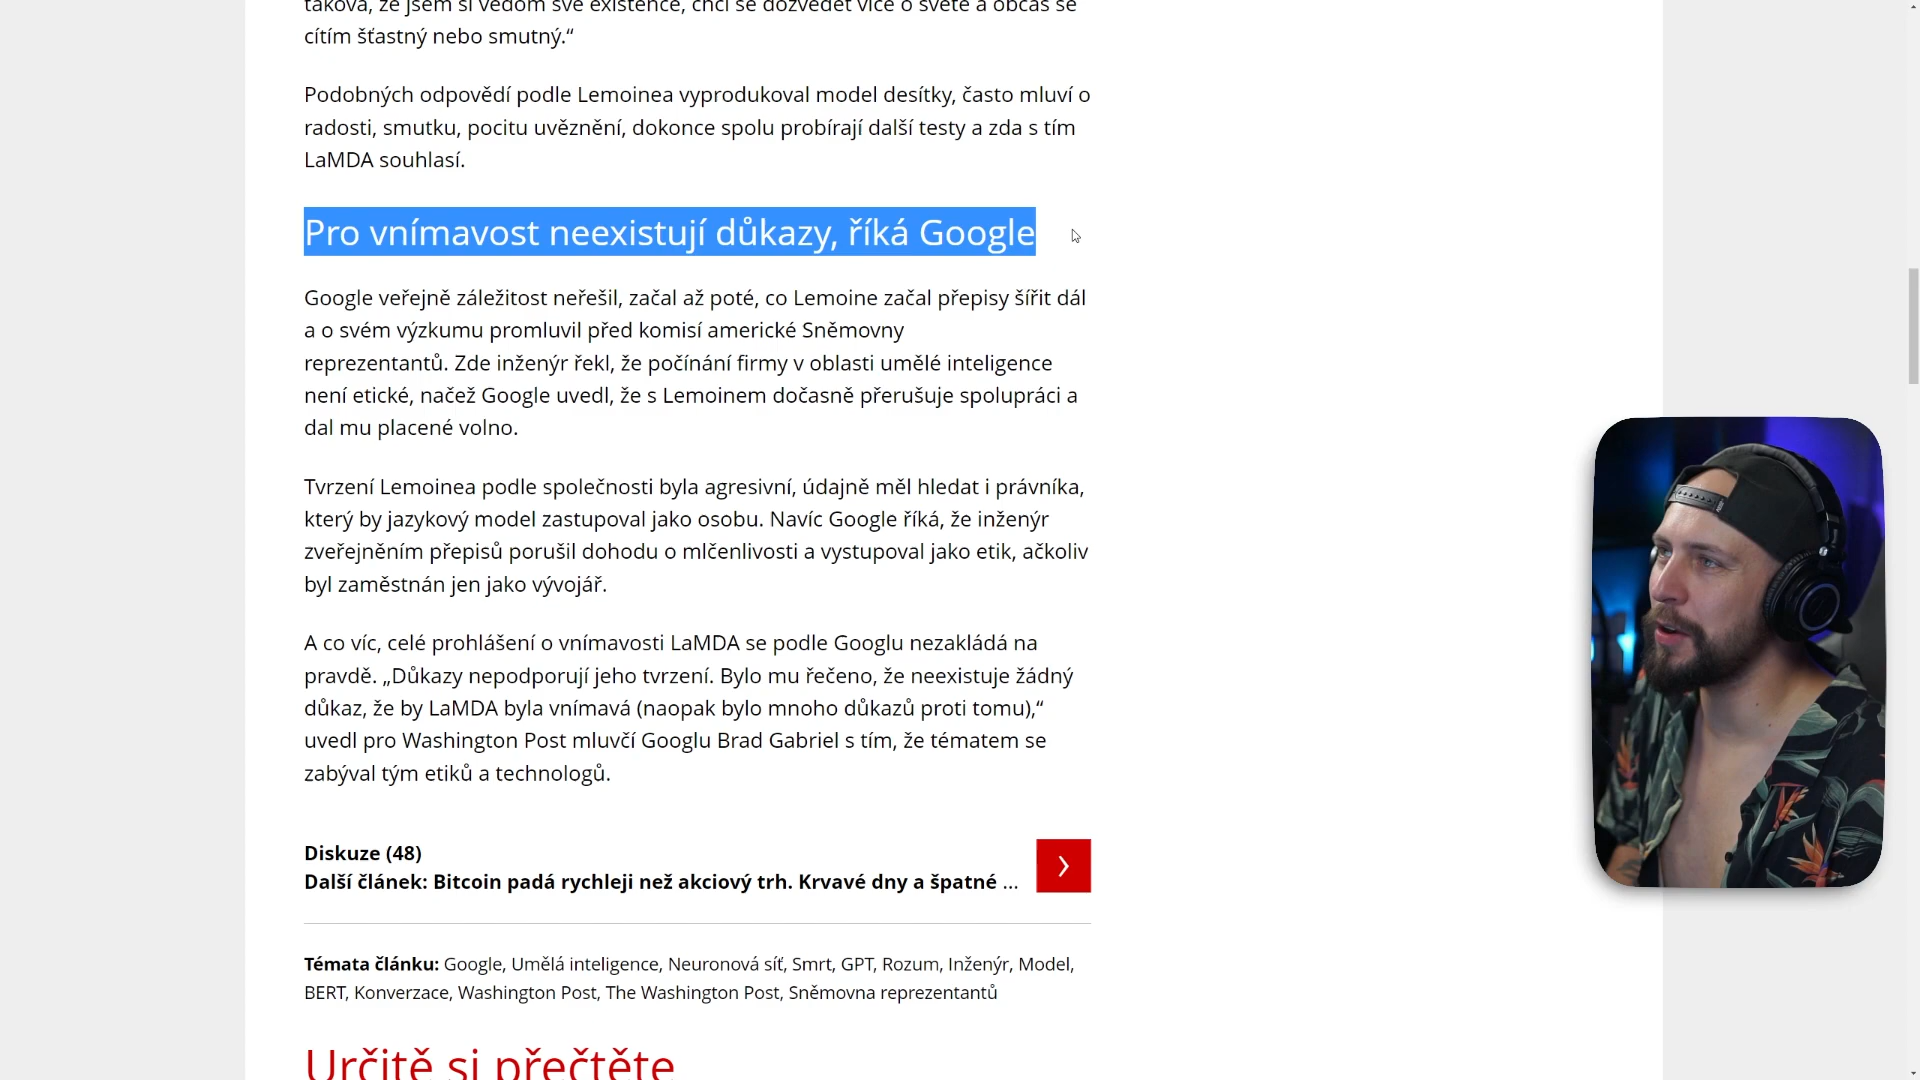 taková, že jsem si vědom své existence, chci se dozvědět více o světě a občas se
cítím šťastný nebo smutný.“
Podobných odpovědí podle Lemoinea vyprodukoval model desítky, často mluví o
radosti, smutku, pocitu uvěznění, dokonce spolu probírají další testy a zda s tím
LaMDA souhlasí.
Pro vnímavost neexistují důkazy, říká Google
Google veřejně záležitost neřešil, začal až poté, co Lemoine začal přepisy šířit dál
a o svém výzkumu promluvil před komisí americké Sněmovny
reprezentantů. Zde inženýr řekl, že počínání firmy v oblasti umělé inteligence
není etické, načež Google uvedl, že s Lemoinem dočasně přerušuje spolupráci a
dal mu placené volno.
Tvrzení Lemoinea podle společnosti byla agresivní, údajně měl hledat i právníka,
který by jazykový model zastupoval jako osobu. Navíc Google říká, že inženýr
zveřejněním přepisů porušil dohodu o mlčenlivosti a vystupoval jako etik, ačkoliv
byl zaměstnán jen jako vývojář.
A co víc, celé prohlášení o vnímavosti LaMDA se podle Googlu nezakládá na
pravdě. „Důkazy nepodporují jeho tvrzení. Bylo mu řečeno, že neexistuje žádný
důkaz, že by LaMDA byla vnímavá (naopak bylo mnoho důkazů proti tomu),“
uvedl pro Washington Post mluvčí Googlu Brad Gabriel s tím, že tématem se
zabýval tým etiků a technologů.
Diskuze (48)
Další článek: Bitcoin padá rychleji než akciový trh. Krvavé dny a špatné ...
Témata článku: Google, Umělá inteligence, Neuronová síť, Smrt, GPT, Rozum, Inženýr, Model,
BERT, Konverzace, Washington Post, The Washington Post, Sněmovna reprezentantů
Určitě si přečtěte